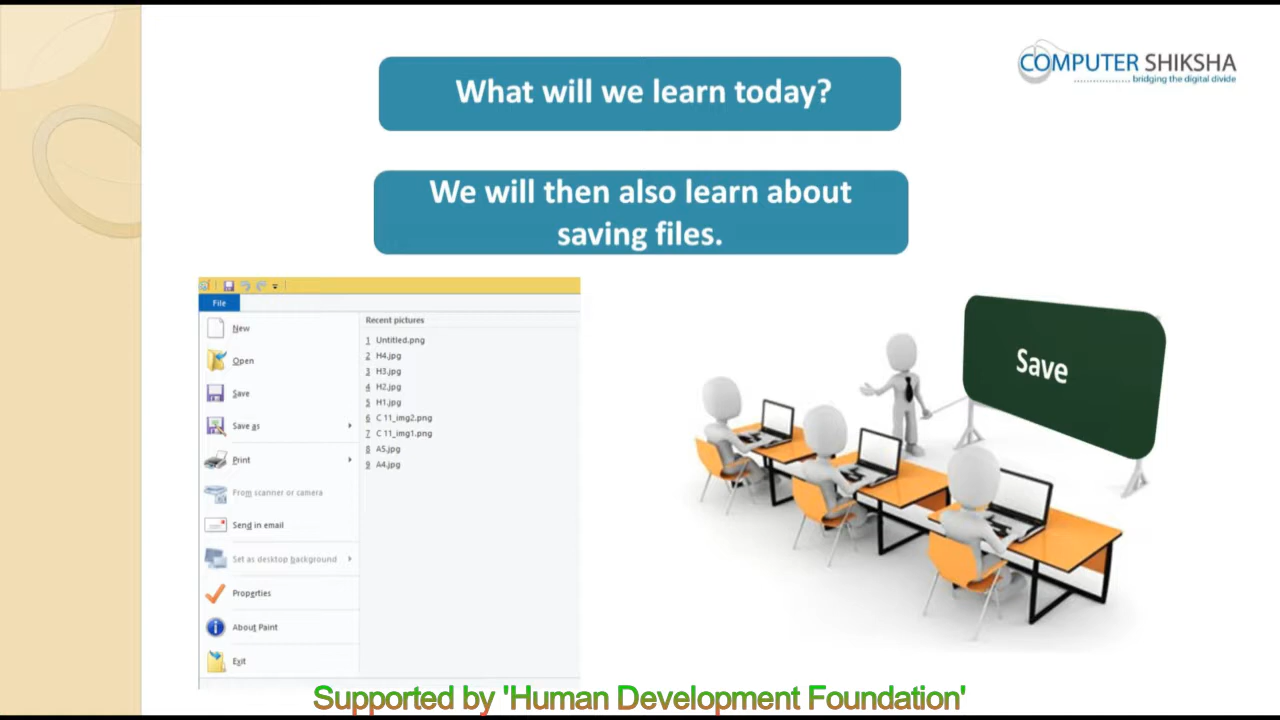 What will we learn today?
COMPUTER SHIKSHA
bridging the digital divide
We will then also learn about
saving files.
File
New
Open
Save
Save as
Print
From scanner or camera
Send in email
Set as desktop background
Properties
About Paint
Exit
Recent pictures
1 Untitled.png
2 H4.jpg
3 H3.jpg
4 H2.jpg
5 H1.jpg
6 C 11_img2.png
7 C 11_img1.png
8 A5.jpg
9 A4.jpg
Save
Supported by 'Human Development Foundation'